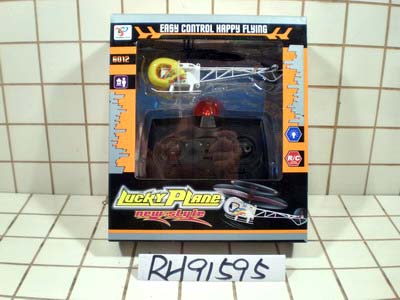 EASY CONTROL HAPPY FLYING
6012
R/C
Lucky Plane
new style
RH91595